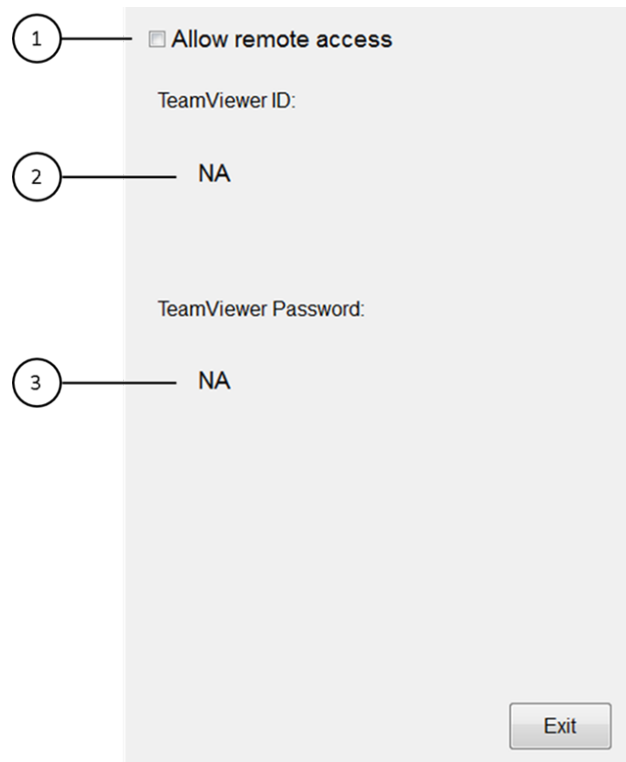 1
Allow remote access
TeamViewer ID:
2
NA
TeamViewer Password:
3
NA
Exit